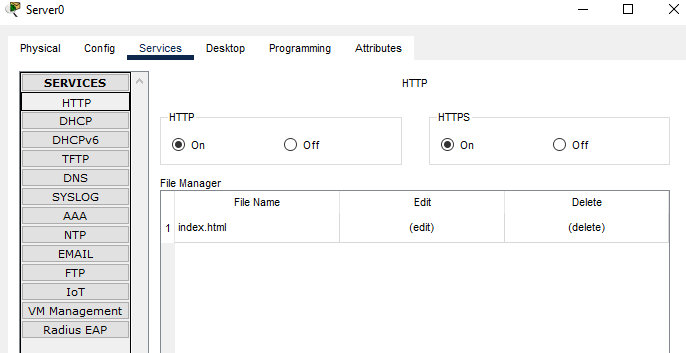 Server0
Physical Config Services Desktop Programming Attributes
SERVICES
HTTP
DHCP
DHCPv6
TFTP
DNS
SYSLOG
AAA
NTP
EMAIL
FTP
IoT
VM Management
Radius EAP
HTTP
HTTP
On Off
HTTPS
On Off
File Manager
File Name Edit Delete
1 index.html (edit) (delete)